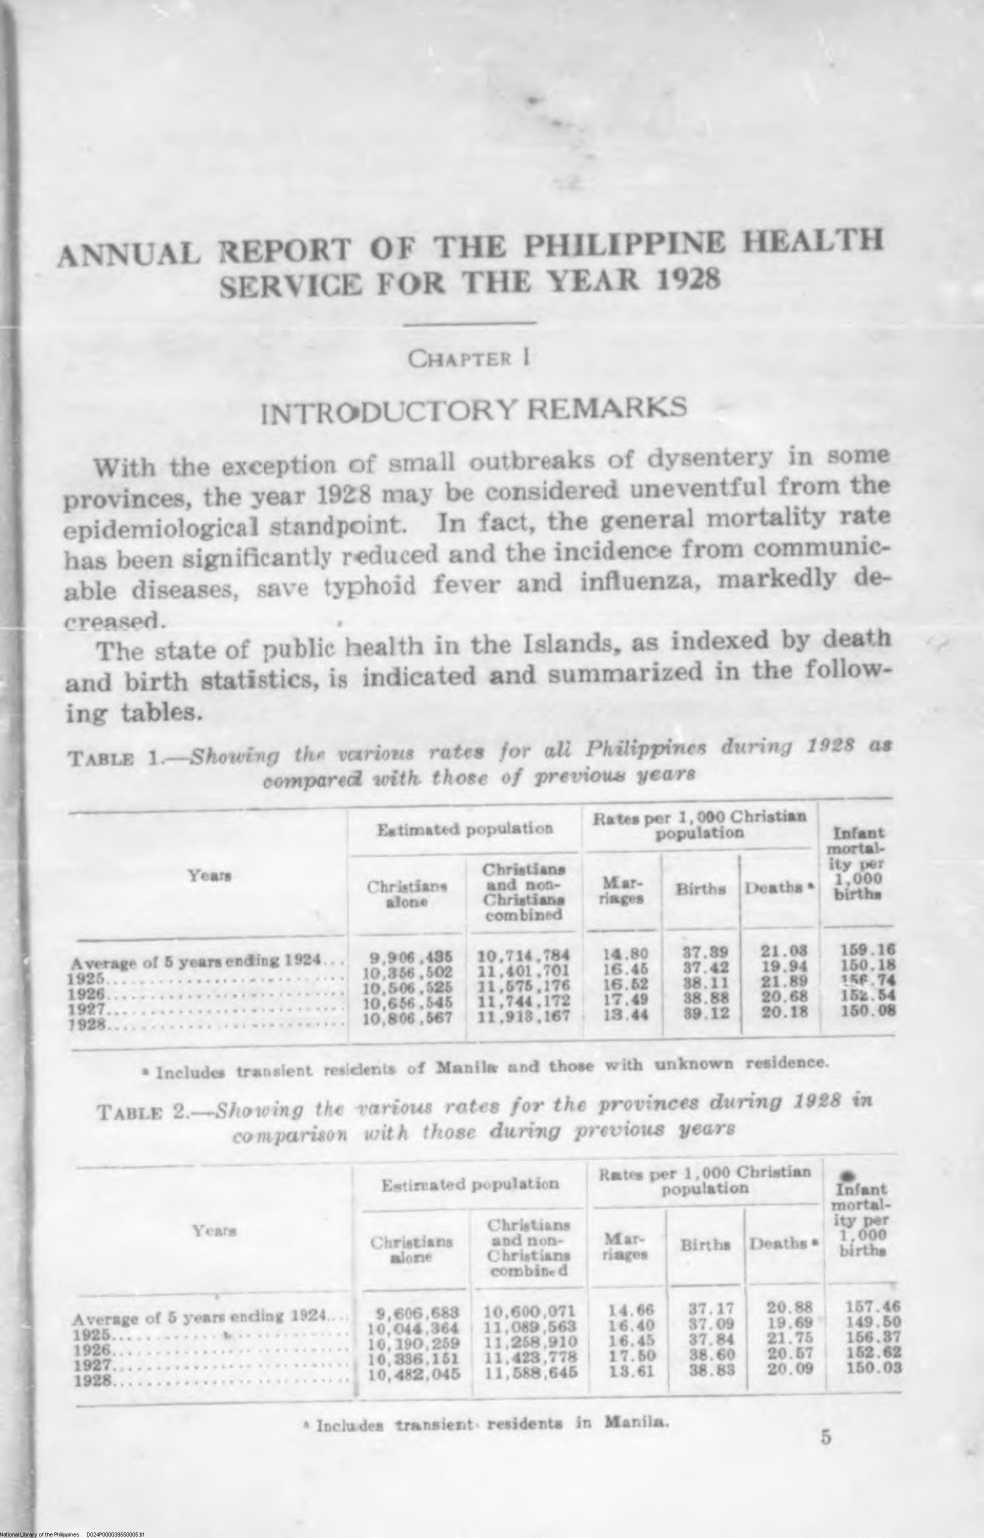 ANNUAL REPORT OF THE PHILIPPINE HEALTH
SERVICE FOR THE YEAR 1928
CHAPTER I
INTRODUCTORY REMARKS
With the exception of small outbreaks of dysentery in some
provinces, the year 1928 may be considered uneventful from the
epidemiological standpoint. In fact, the general mortality rate
has been significantly reduced and the incidence from communic-
able diseases, save typhoid fever and influenza, markedly de-
creased.
The state of public health in the Islands, as indexed by death
and birth statistics, is indicated and summarized in the follow-
ing tables.
TABLE 1.—Showing the various rates for all Philippines during 1928 as
compared with those of previous years
Years
Estimated population
Christians alone
Christians and non-Christians combined
Rates per 1,000 Christian population
Marriages
Births
Deaths a
Infant mortality per 1,000 births
Average of 5 years ending 1924... 9,906,435 10,714,784 14.80 37.39 21.03 159.16
1925 10,356,502 11,401,701 16.45 37.42 19.94 150.18
1926 10,506,525 11,575,176 16.52 38.11 21.89 .74
1927 10,656,545 11,744,172 17.49 38.88 20.68 152.54
1928 10,806,567 11,913,167 13.44 39.12 20.18 150.08
a Includes transient residents of Manila and those with unknown residence.
TABLE 2.—Showing the various rates for the provinces during 1928 in
comparison with those during previous years
Years
Estimated population
Christians alone
Christians and non-Christians combined
Rates per 1,000 Christian population
Marriages
Births
Deaths a
Infant mortality per 1,000 births
Average of 5 years ending 1924... 9,606,683 10,600,071 14.66 37.17 20.88 157.46
1925 10,044,364 11,089,563 16.40 37.09 19.69 149.50
1926 10,190,259 11,258,910 16.45 37.84 21.75 156.37
1927 10,336,151 11,423,778 17.50 38.60 20.57 152.62
1928 10,482,045 11,588,645 13.61 38.83 20.09 150.03
a Includes transient residents in Manila.
5
National Library of the Philippines